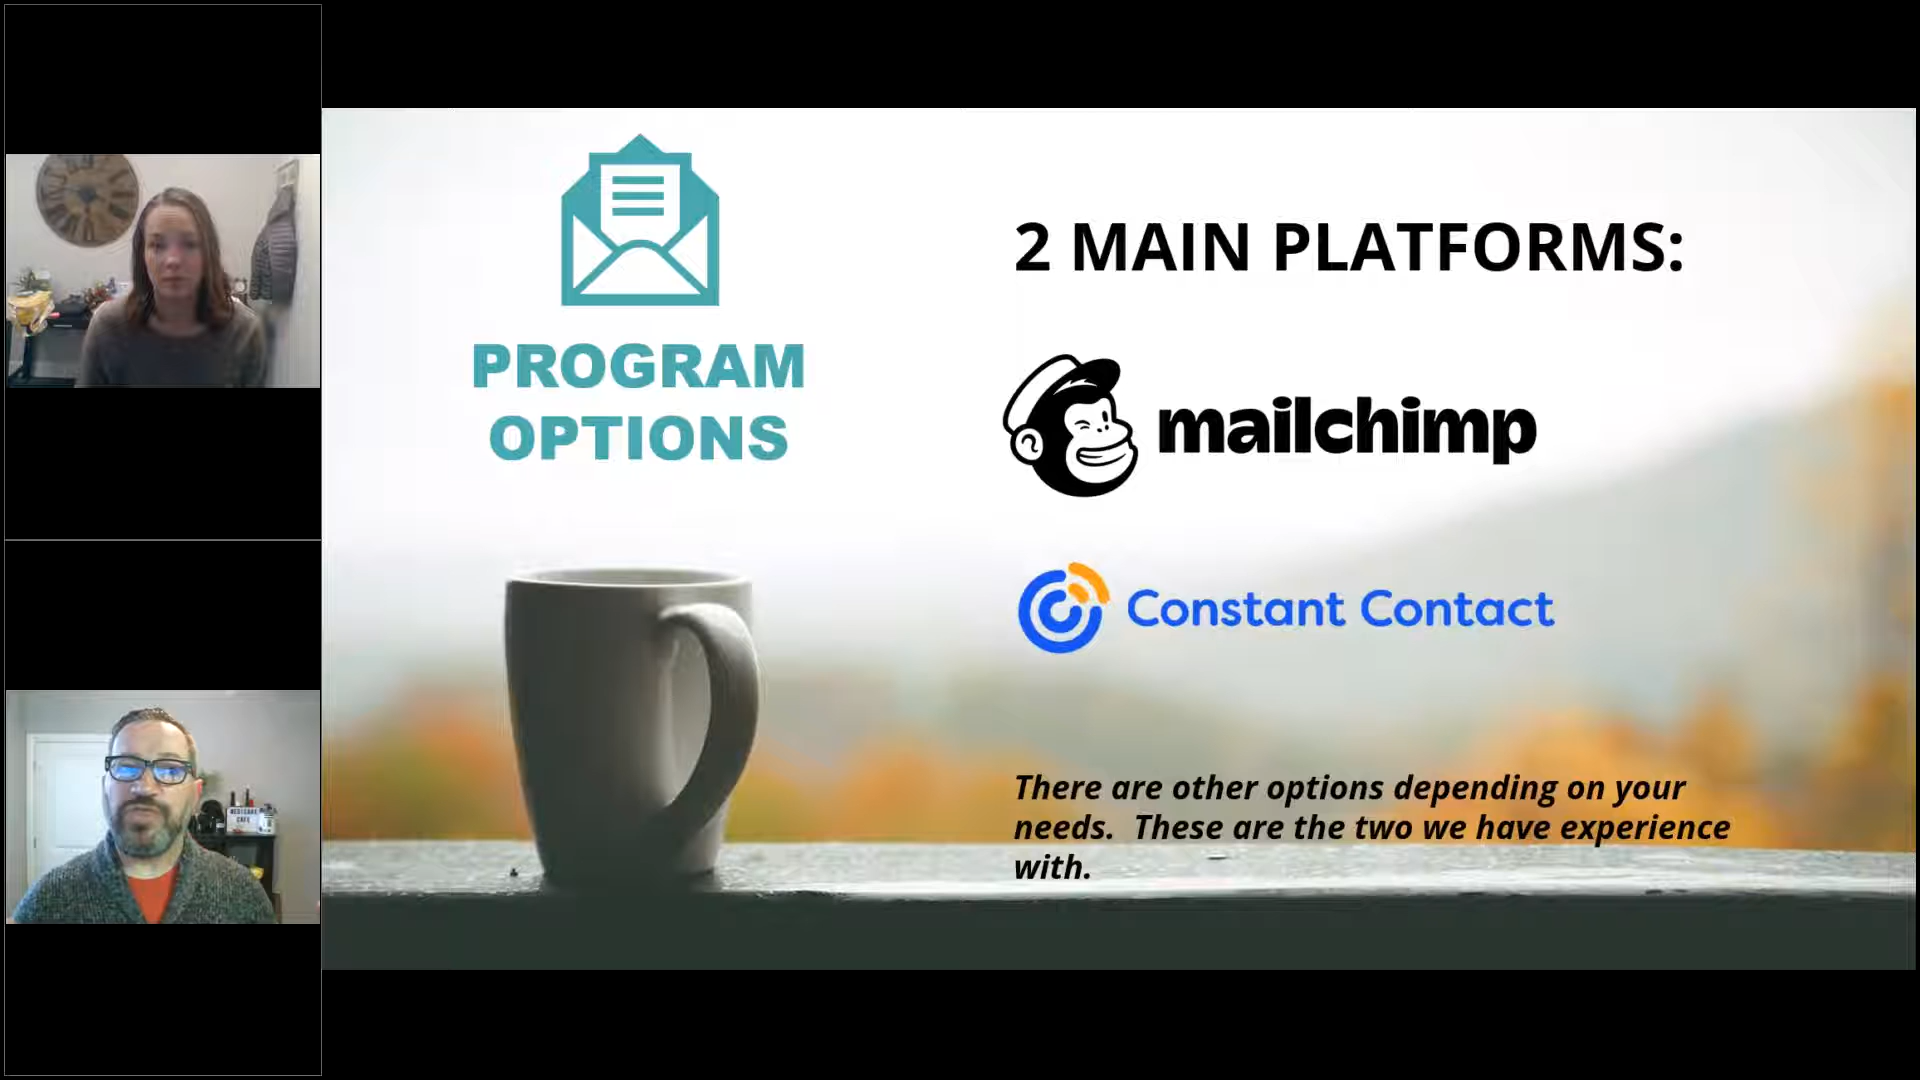 PROGRAM
OPTIONS
2 MAIN PLATFORMS:
mailchimp
Constant Contact
There are other options depending on your
needs.  These are the two we have experience
with.